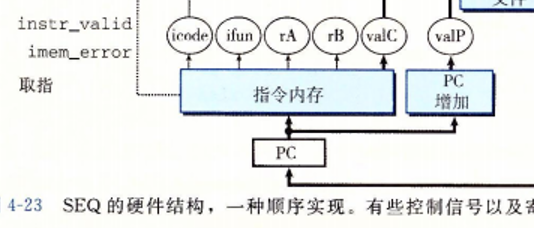 instr_valid
imem_error
取指
icode
ifun
rA
rB
valC
valP
指令内存
PC
增加
PC
4-23 SEQ 的硬件结构，一种顺序实现。有些控制信号以及寄